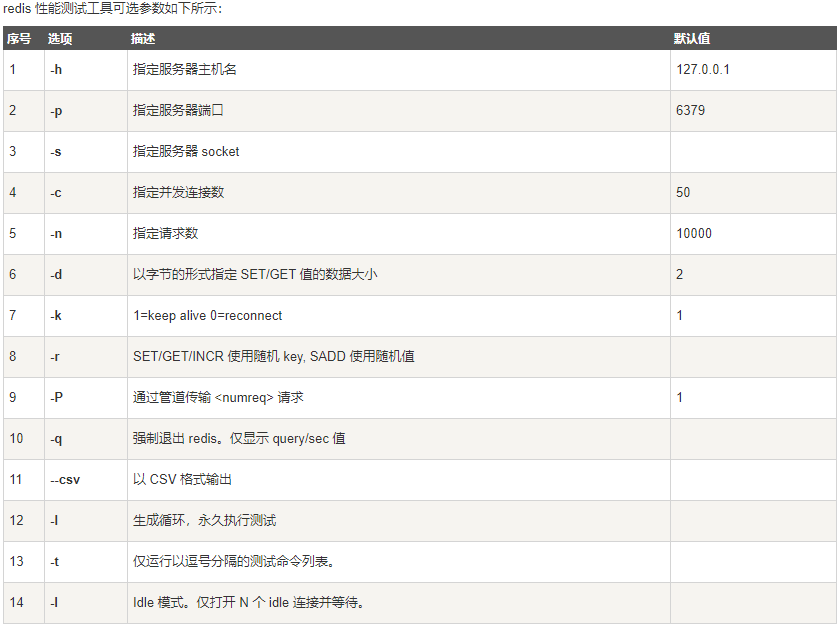 redis 性能测试工具可选参数如下所示：
序号 选项 描述 默认值
1 -h 指定服务器主机名 127.0.0.1
2 -p 指定服务器端口 6379
3 -s 指定服务器 socket
4 -c 指定并发连接数 50
5 -n 指定请求数 10000
6 -d 以字节的形式指定 SET/GET 值的数据大小 2
7 -k 1=keep alive 0=reconnect 1
8 -r SET/GET/INCR 使用随机 key, SADD 使用随机值
9 -P 通过管道传输 <numreq> 请求 1
10 -q 强制退出 redis。仅显示 query/sec 值
11 --csv 以 CSV 格式输出
12 -l 生成循环，永久执行测试
13 -t 仅运行以逗号分隔的测试命令列表。
14 -I Idle 模式。仅打开 N 个 idle 连接并等待。